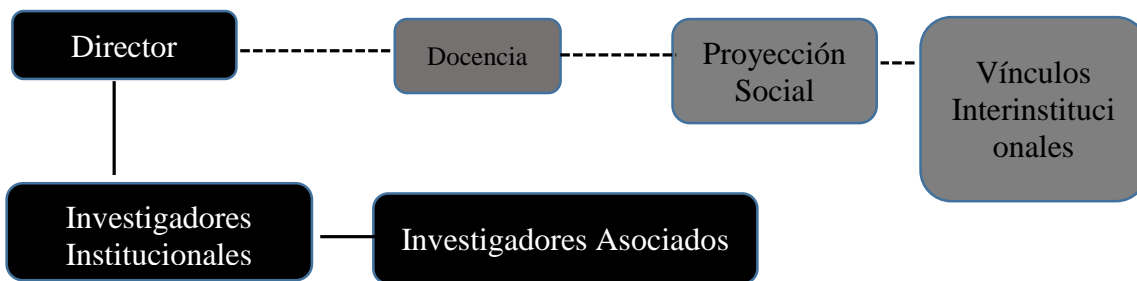 Director
Docencia
Proyección
Social
Vínculos
Interinstituci
onales
Investigadores
Institucionales
Investigadores Asociados